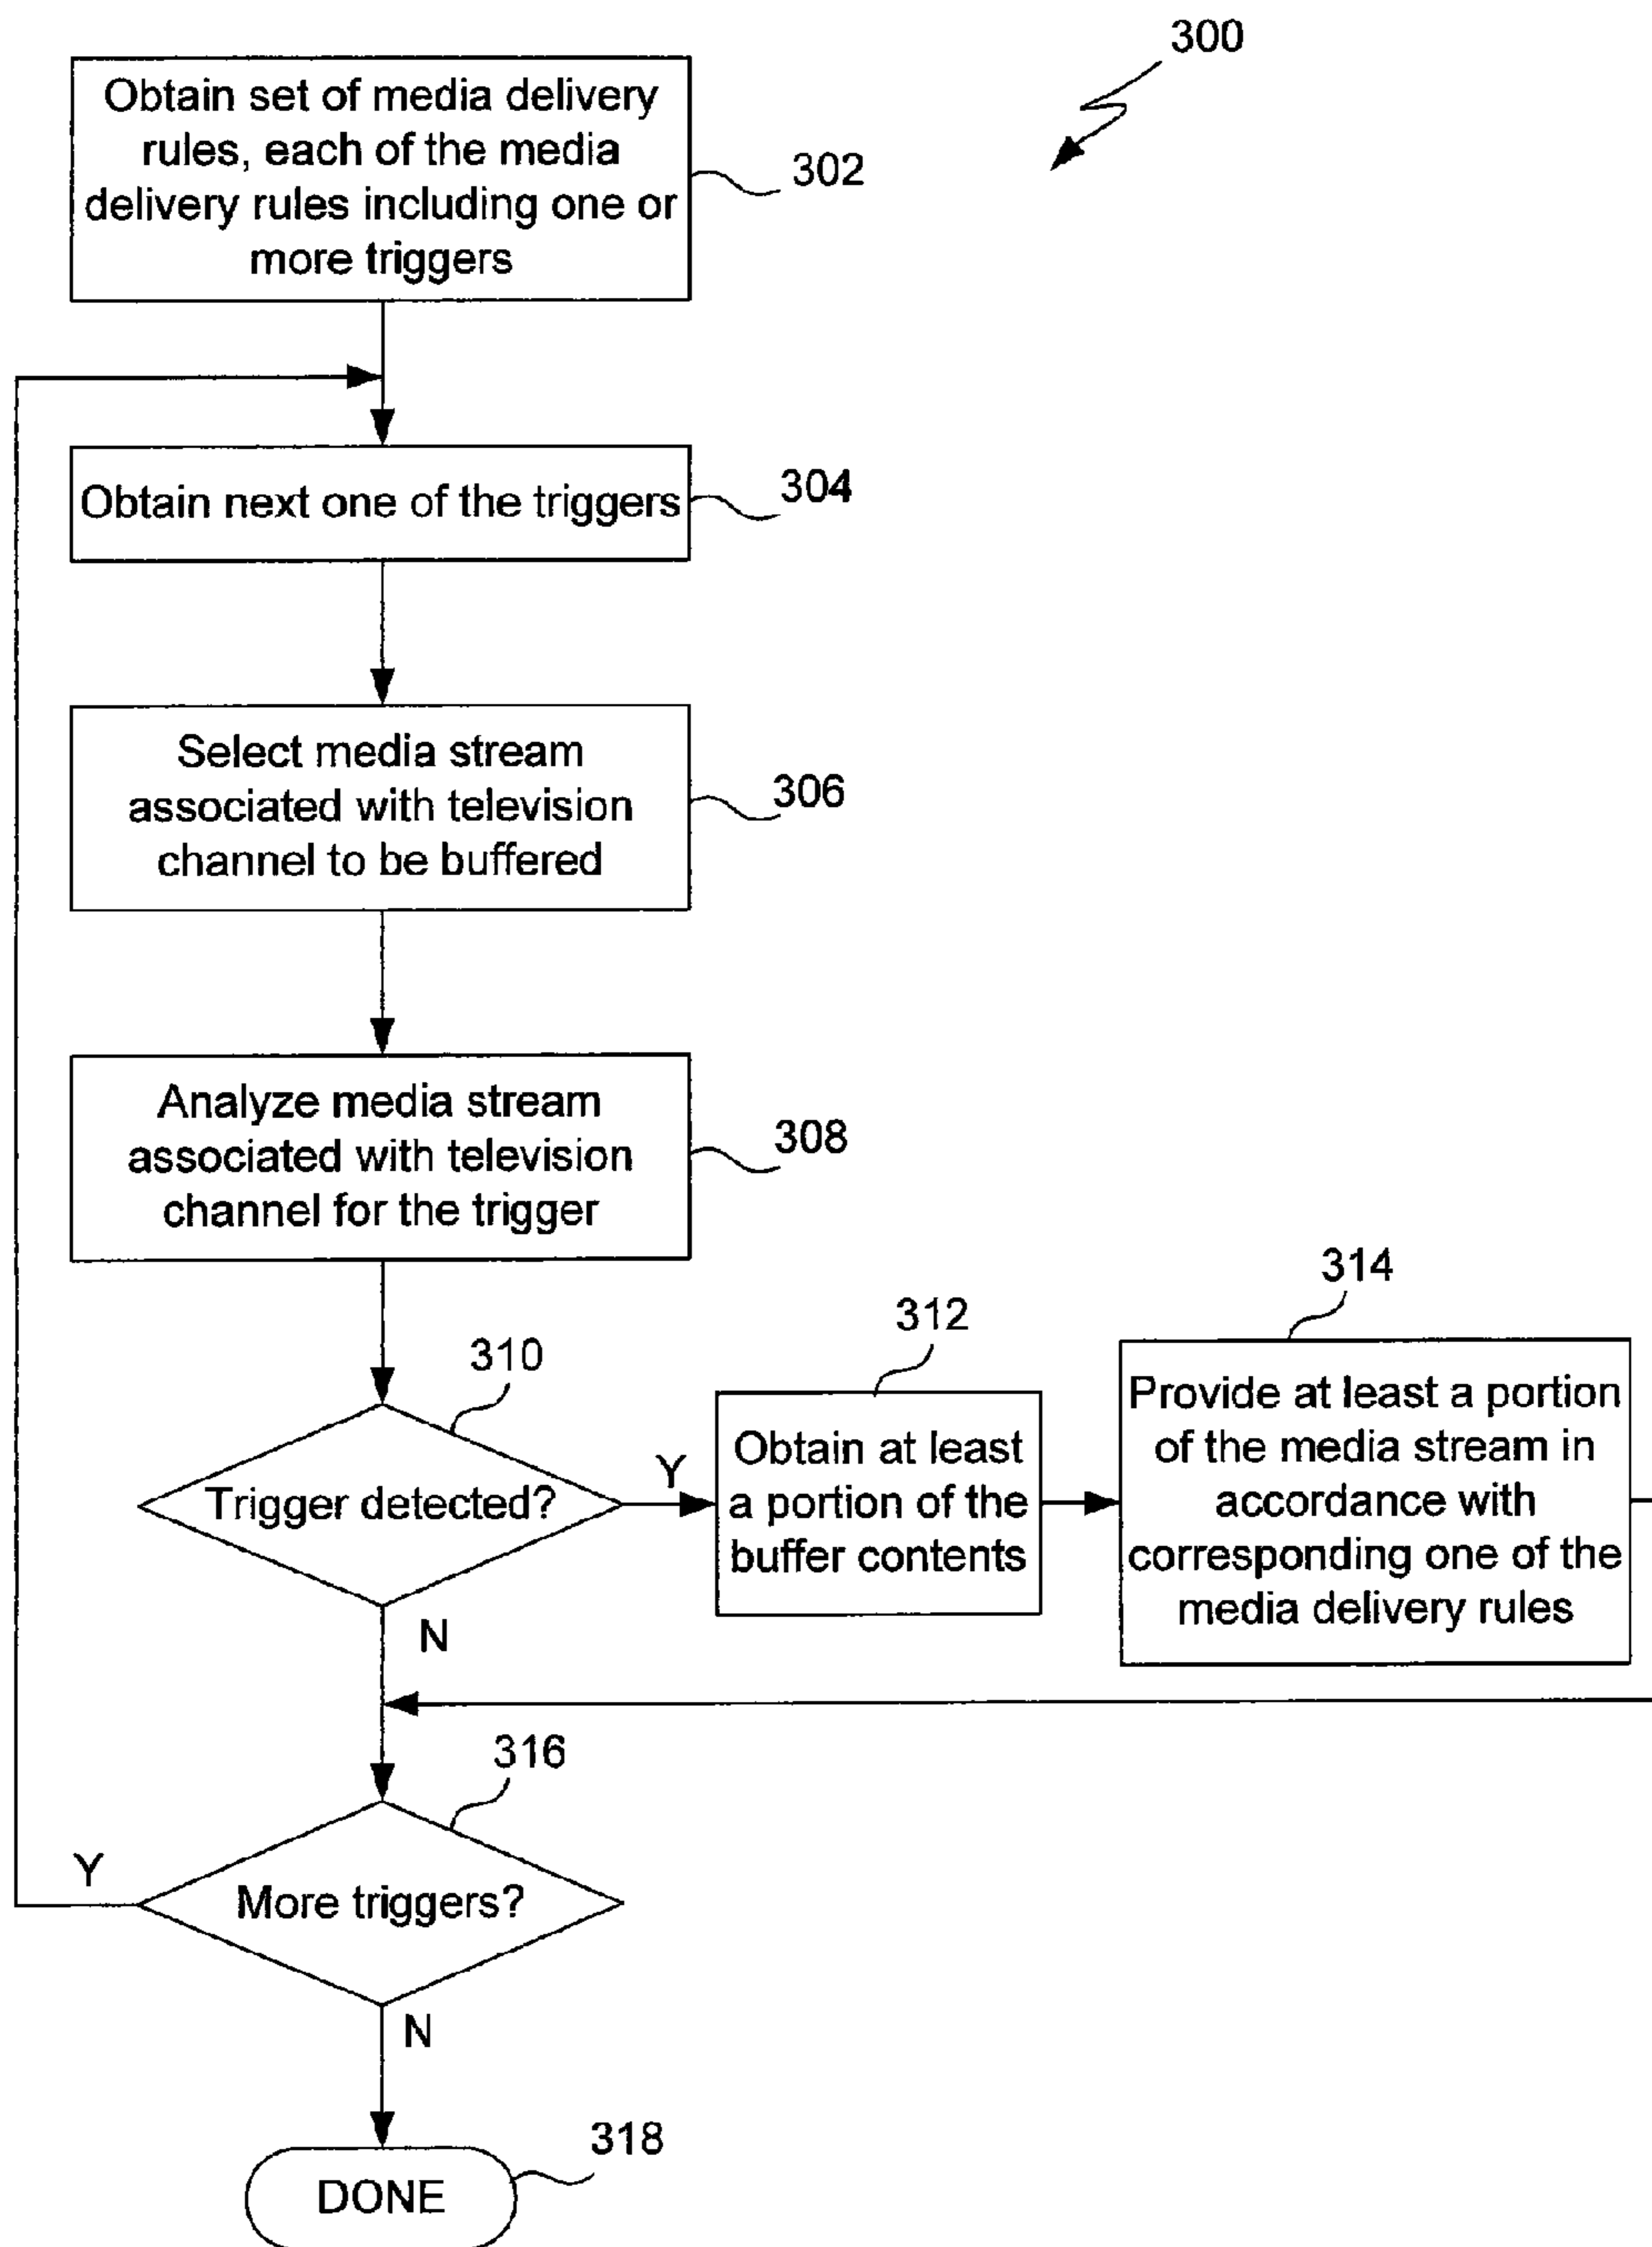 300
Obtain set of media delivery
rules, each of the media
delivery rules including one or
more triggers
302
Obtain next one of the triggers
304
Select media stream
associated with television
channel to be buffered
306
Analyze media stream
associated with television
channel for the trigger
308
310
Trigger detected?
Y
N
312
Obtain at least
a portion of the
buffer contents
314
Provide at least a portion
of the media stream in
accordance with
corresponding one of the
media delivery rules
316
More triggers?
Y
N
DONE
318